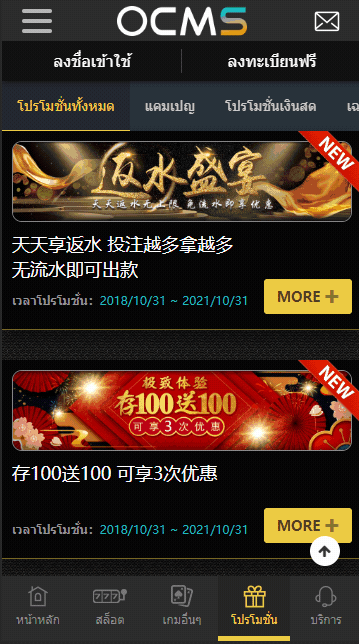 OCMS
ลงชื่อเข้าใช้ ลงทะเบียนฟรี
โปรโมชั่นทั้งหมด แคมเปญ โปรโมชั่นเงินสด เฉ
NEW
返水盛宴
天天返水无上限 免流水即享优惠
天天享返水 投注越多拿越多
无流水即可出款
เวลาโปรโมชั่น: 2018/10/31 ~ 2021/10/31
MORE +
NEW
极致体验
存100送100
可享3次优惠
存100送100 可享3次优惠
เวลาโปรโมชั่น: 2018/10/31 ~ 2021/10/31
MORE +
777
หน้าหลัก สล็อต เกมอื่นๆ โปรโมชั่น บริการ